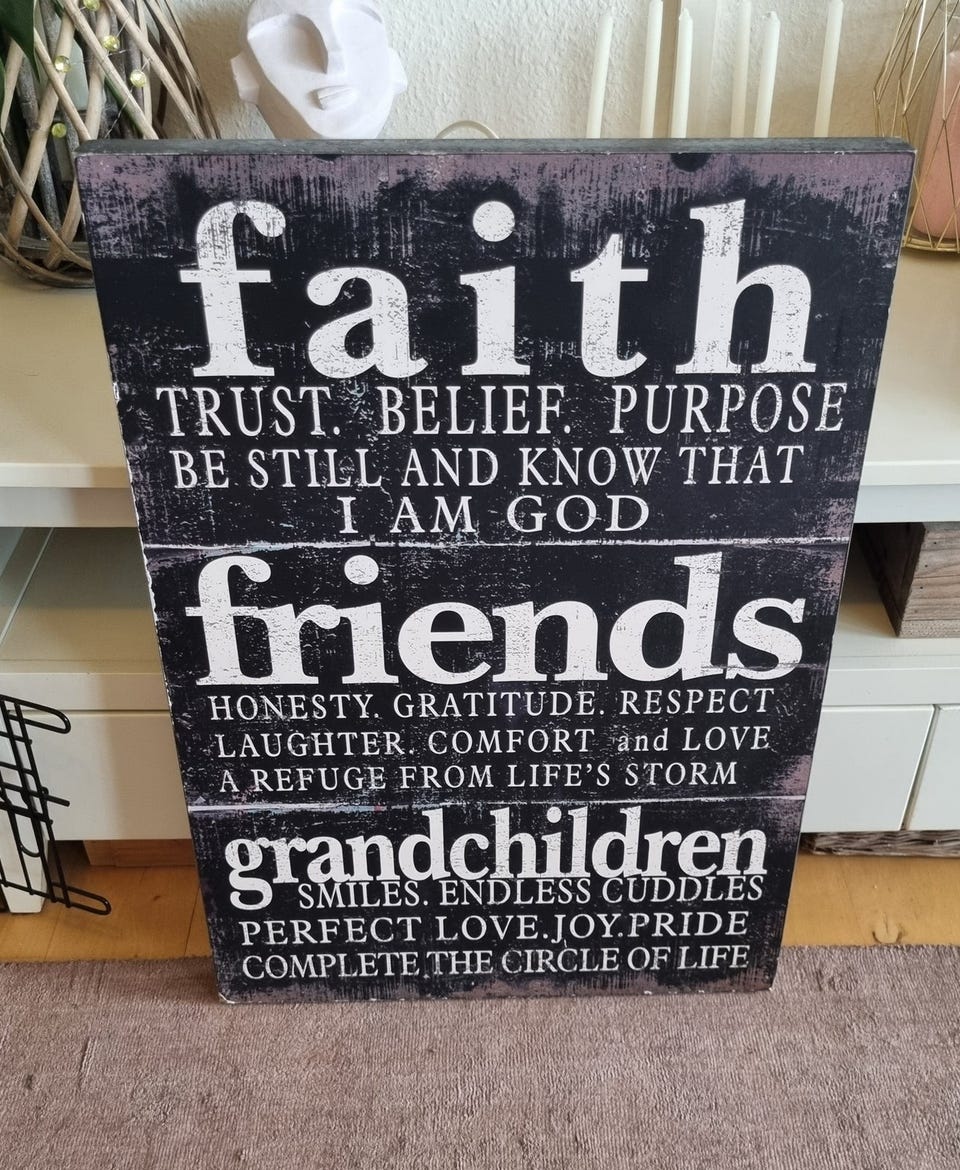 faith
TRUST. BELIEF. PURPOSE
BE STILL AND KNOW THAT
I AM GOD
friends
HONESTY. GRATITUDE. RESPECT
LAUGHTER. COMFORT and LOVE
A REFUGE FROM LIFE'S STORM
grandchildren
SMILES. ENDLESS CUDDLES
PERFECT LOVE.JOY.PRIDE
COMPLETE THE CIRCLE OF LIFE